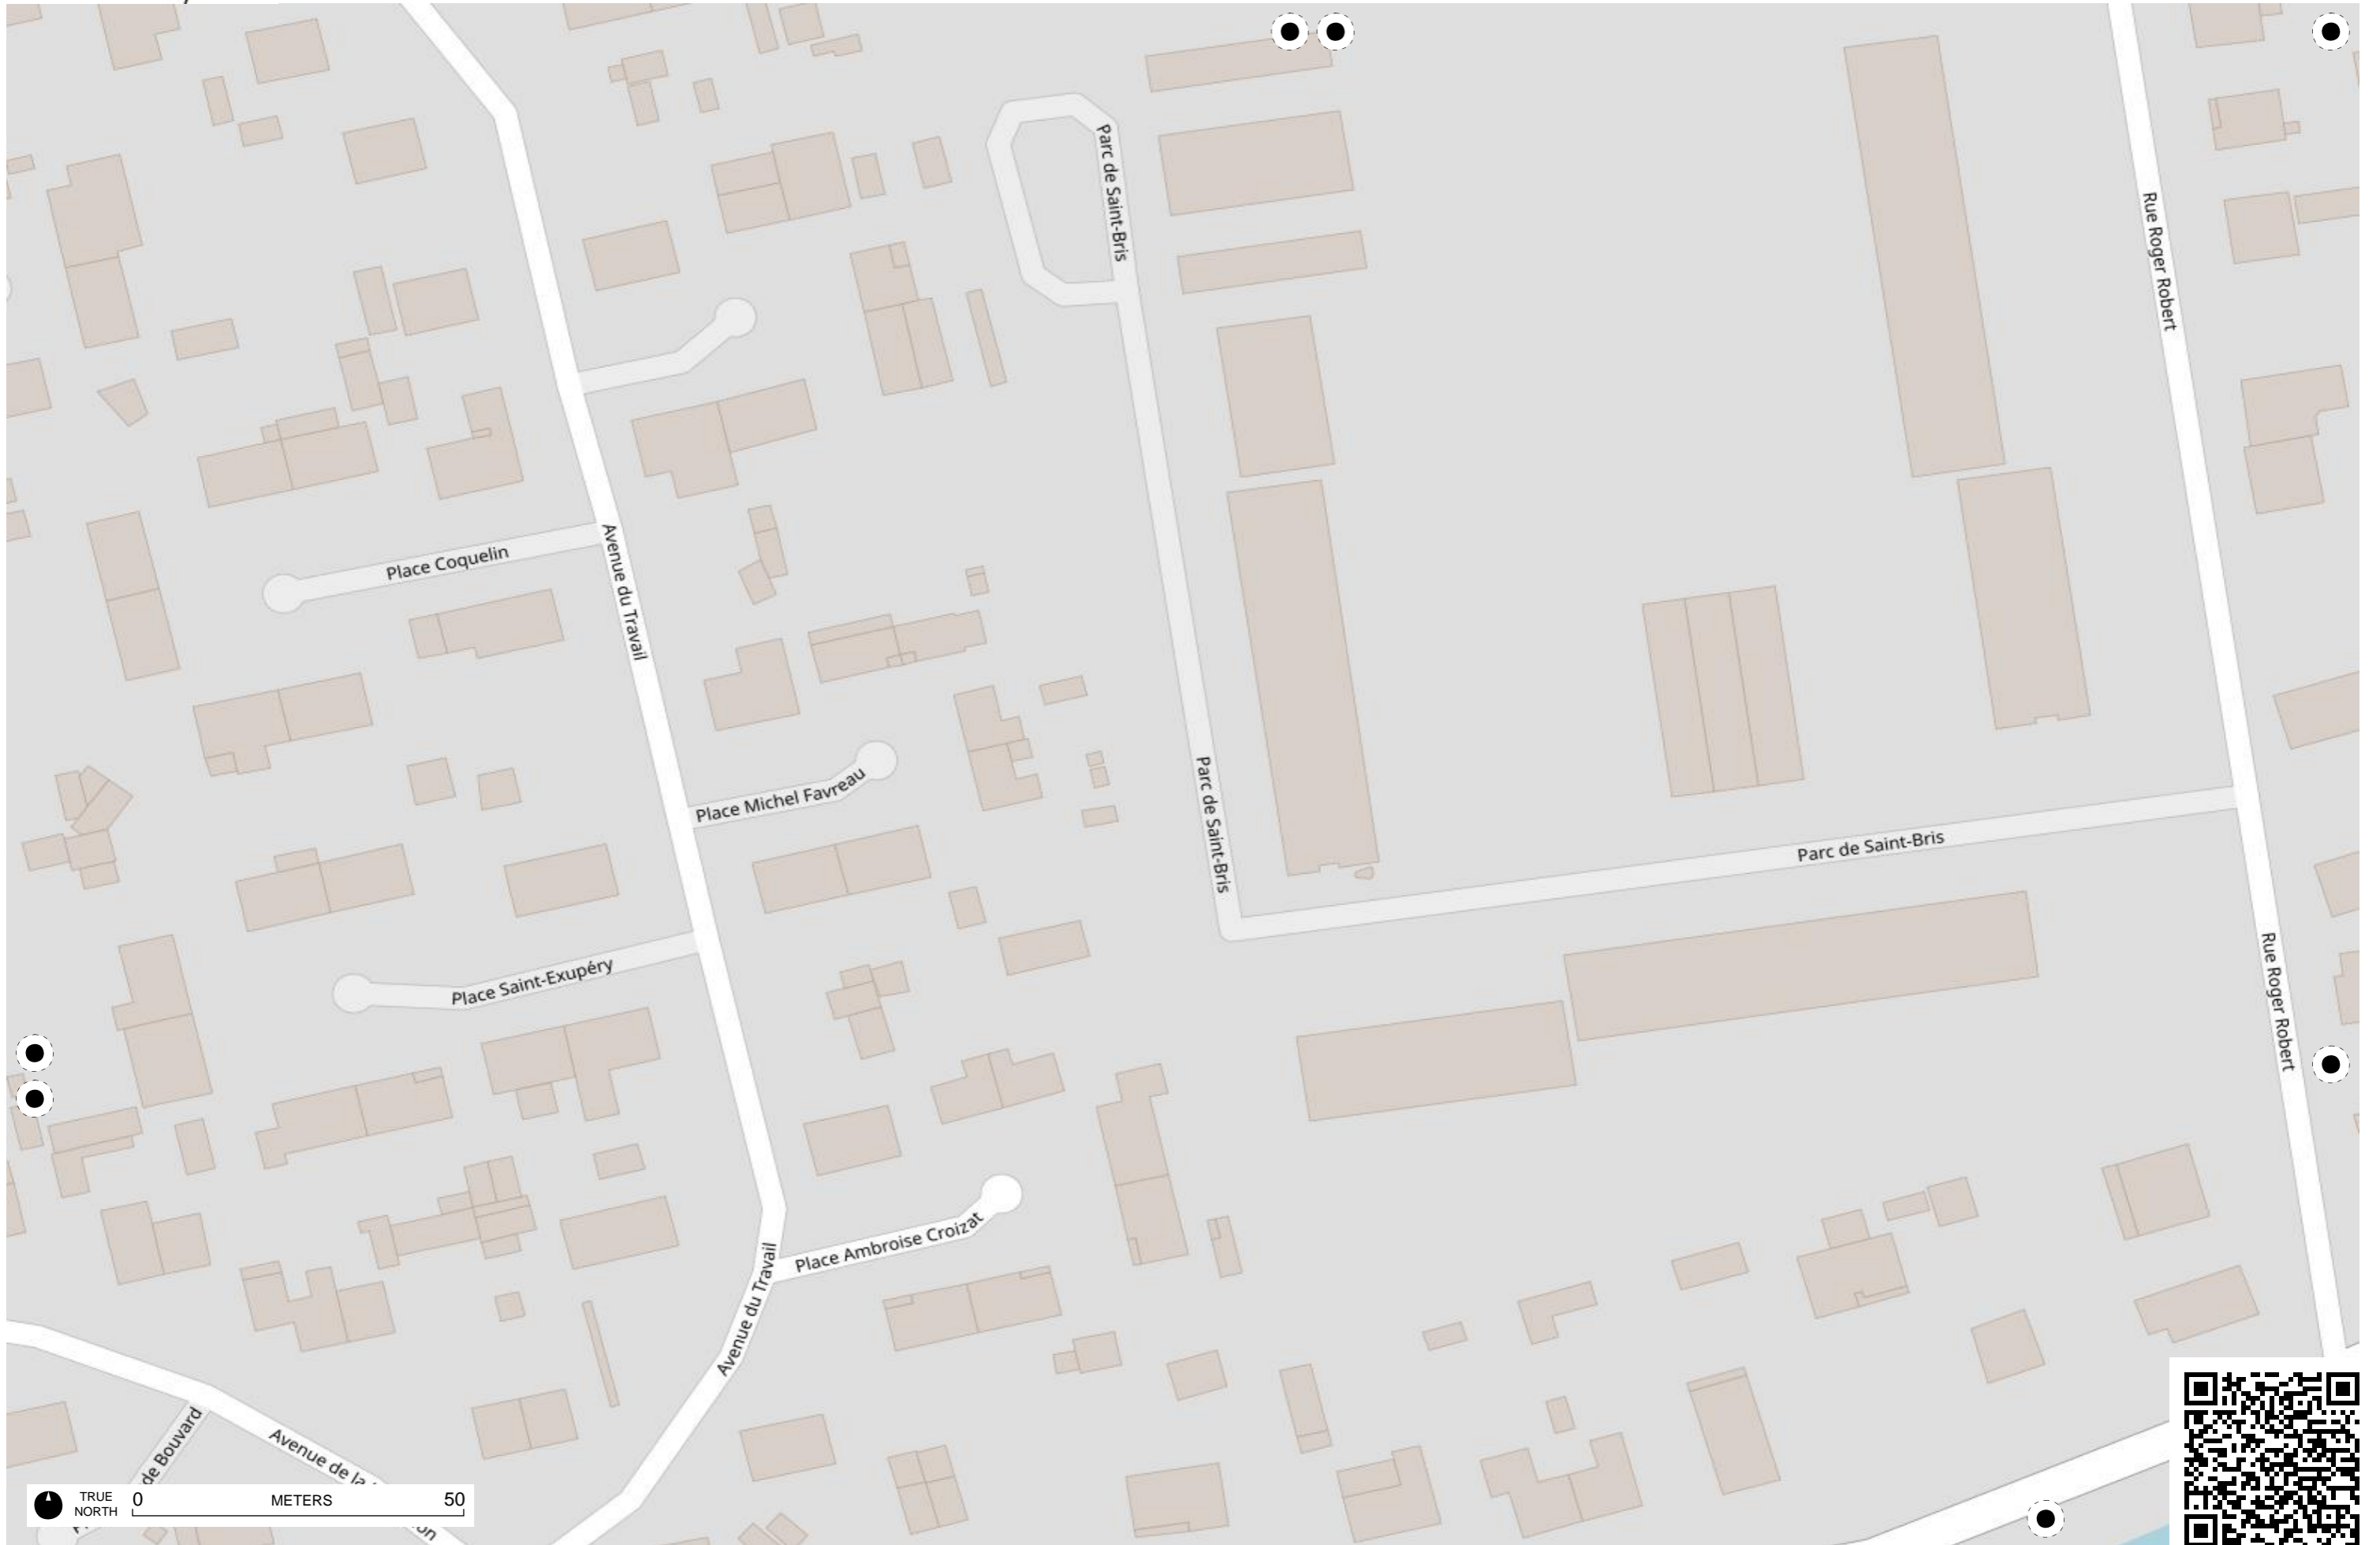 Parc de Saint-Bris
Rue Roger Robert
Place Coquelin
Avenue du Travail
Place Michel Favreau
Parc de Saint-Bris
Parc de Saint-Bris
Place Saint-Exupéry
Rue Roger Robert
Place Ambroise Croizat
Avenue du Travail
de Bouvard
Avenue de la
TRUE
NORTH
0 METERS 50